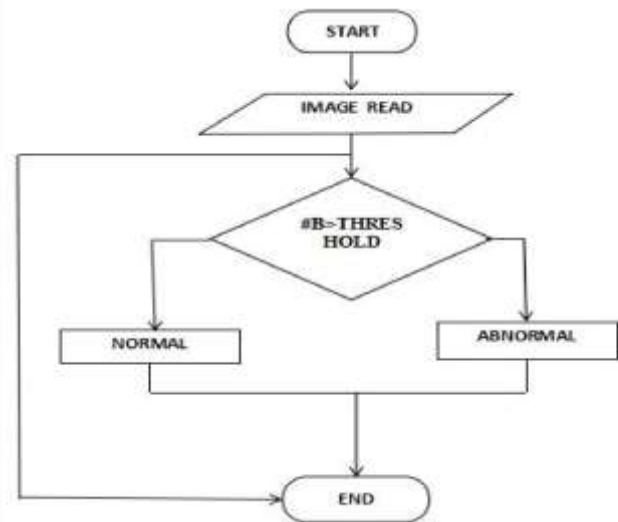 START
IMAGE READ
#B=THRES
HOLD
NORMAL
ABNORMAL
END